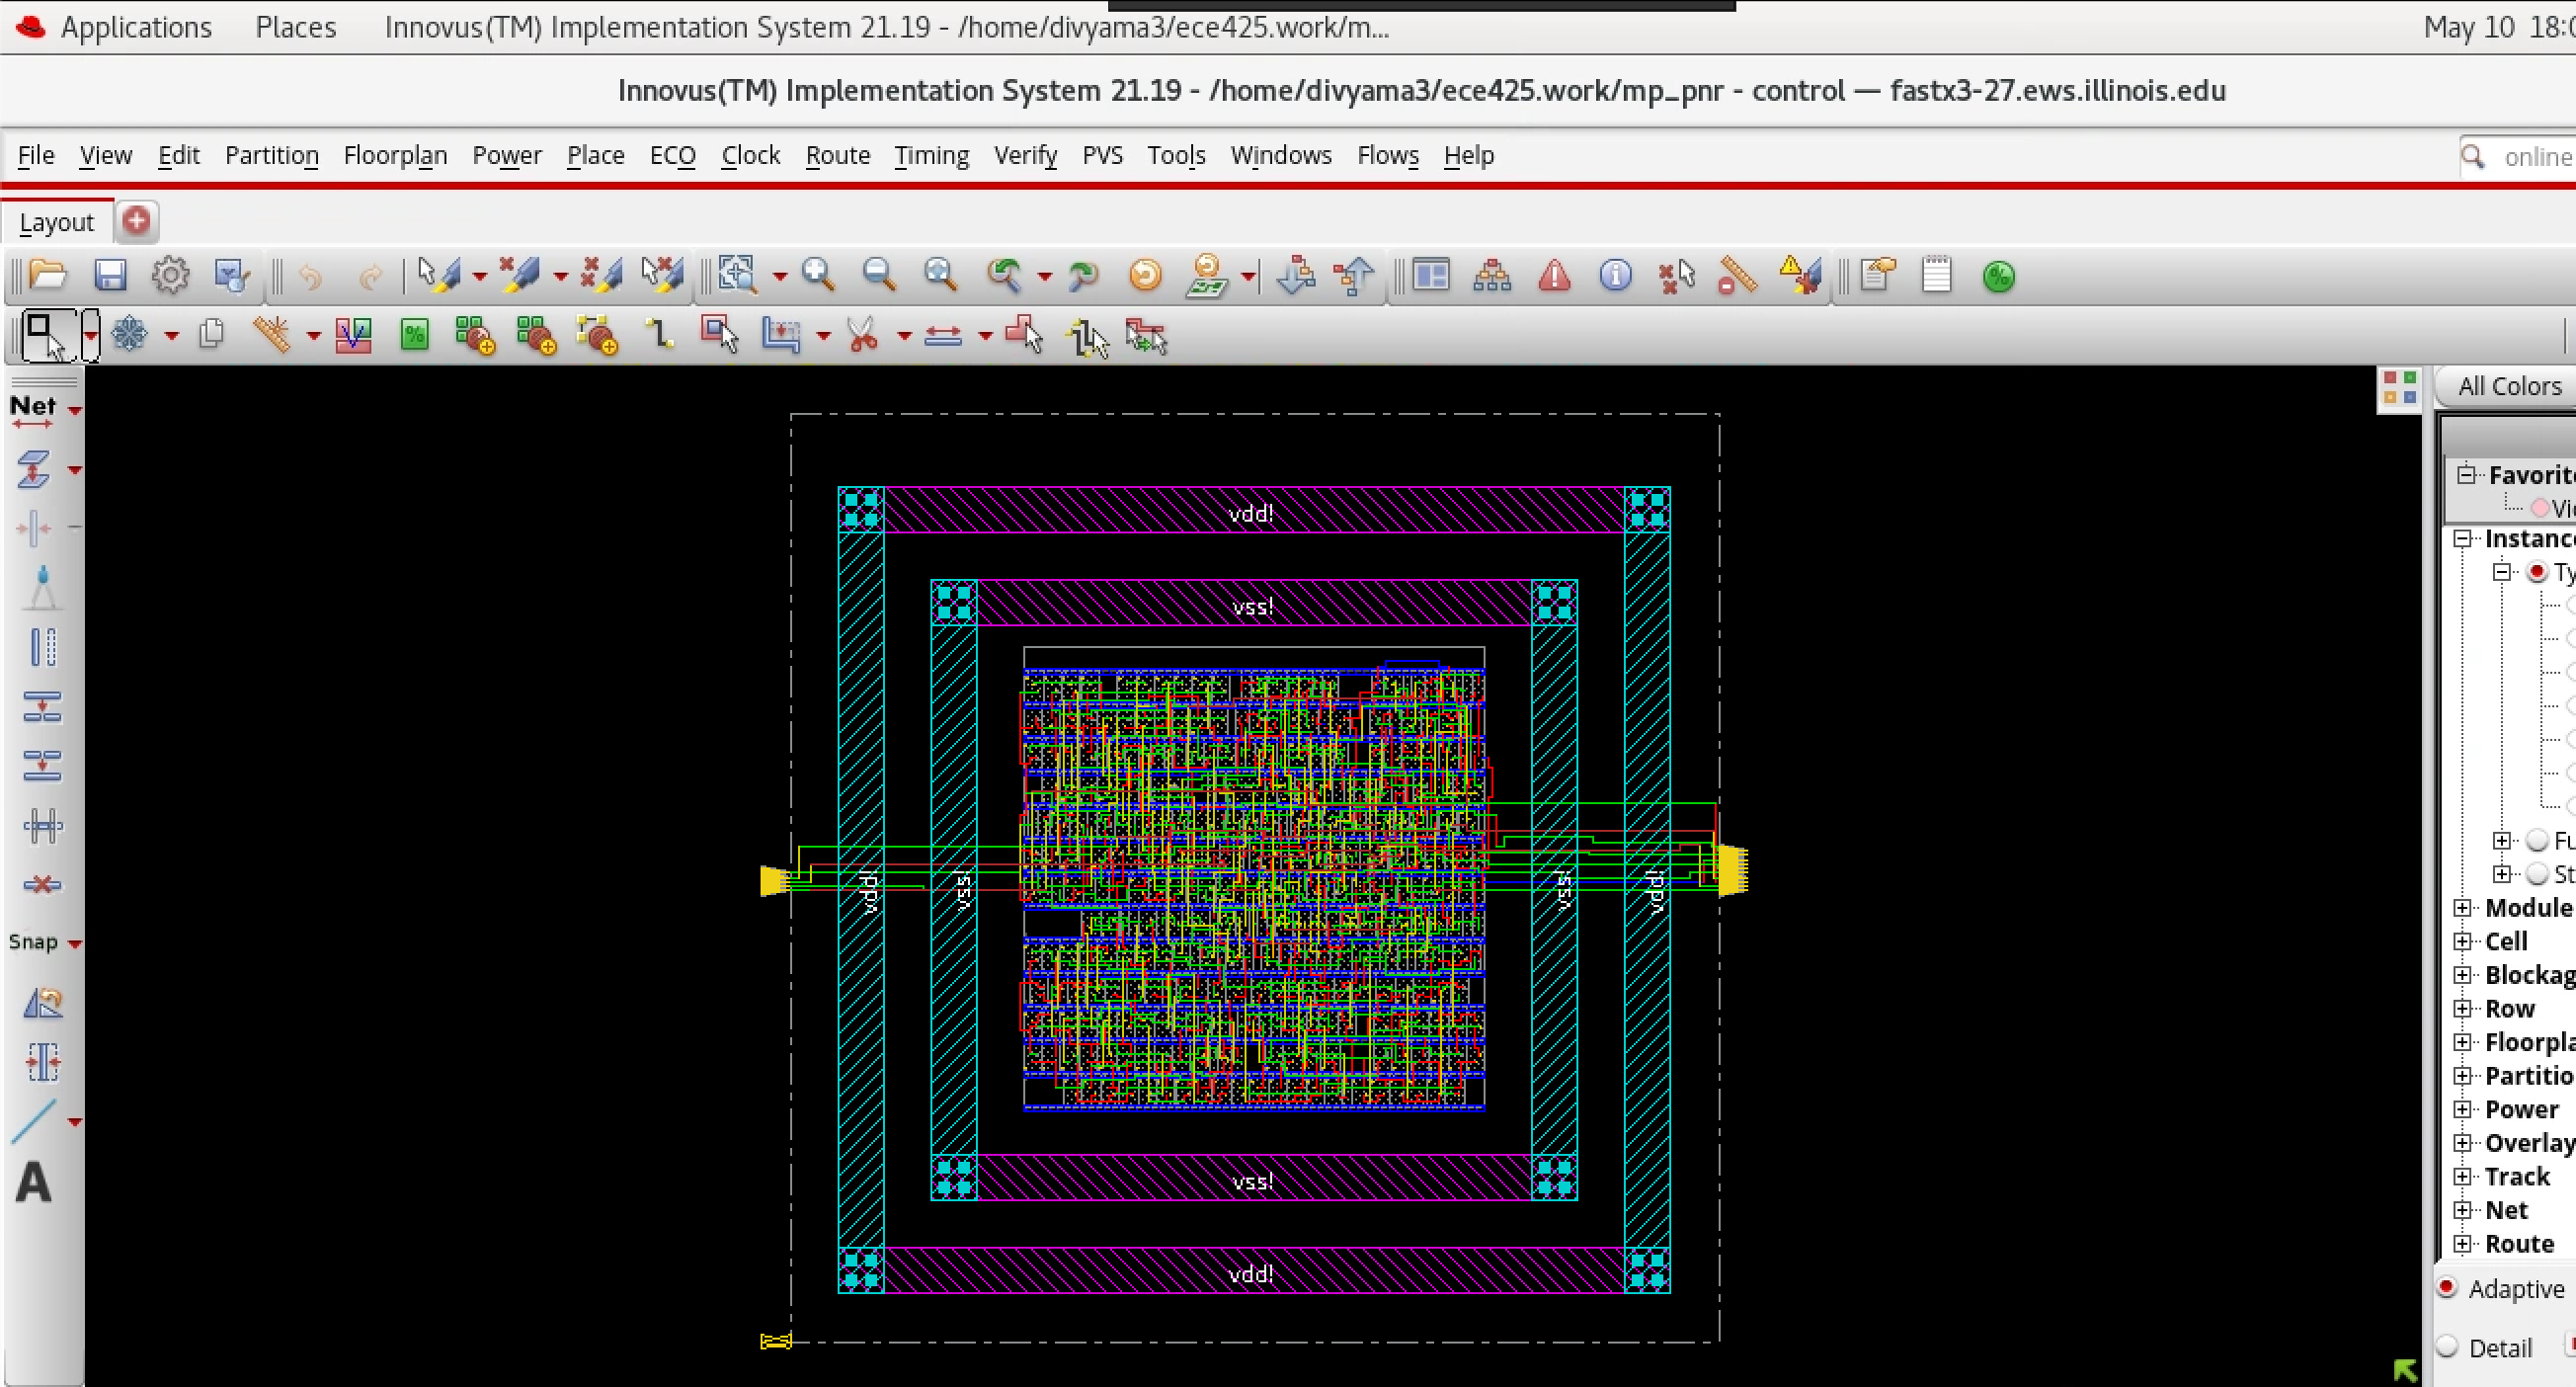 Applications Places Innovus(TM) Implementation System 21.19 - /home/divyama3/ece425.work/m... May 10 18:0
Innovus(TM) Implementation System 21.19 - /home/divyama3/ece425.work/mp_pnr - control — fastx3-27.ews.illinois.edu
File View Edit Partition Floorplan Power Place ECO Clock Route Timing Verify PVS Tools Windows Flows Help online
Layout
Net
All Colors
Favorite
Vi
Instanc
Ty
vdd!
vss!
vdd! vss! vss! vdd!
Fu
St
Module
Cell
Snap
Blockag
Row
Floorpla
Partitio
Power
Overlay
Track
A
vss!
Net
Route
vdd!
Adaptive
Detail